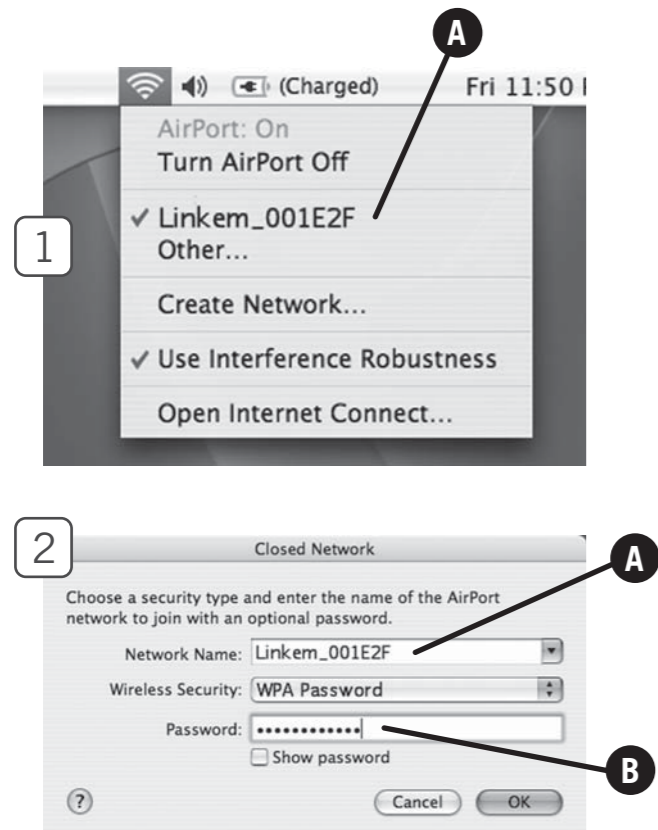 A
(Charged) Fri 11:50
AirPort: On
Turn AirPort Off
✓ Linkem_001E2F
1
Other...
Create Network...
✓ Use Interference Robustness
Open Internet Connect...
2
Closed Network
A
Choose a security type and enter the name of the AirPort
network to join with an optional password.
Network Name: Linkem_001E2F
Wireless Security: WPA Password
Password: ••••••••••••
Show password
B
? Cancel OK